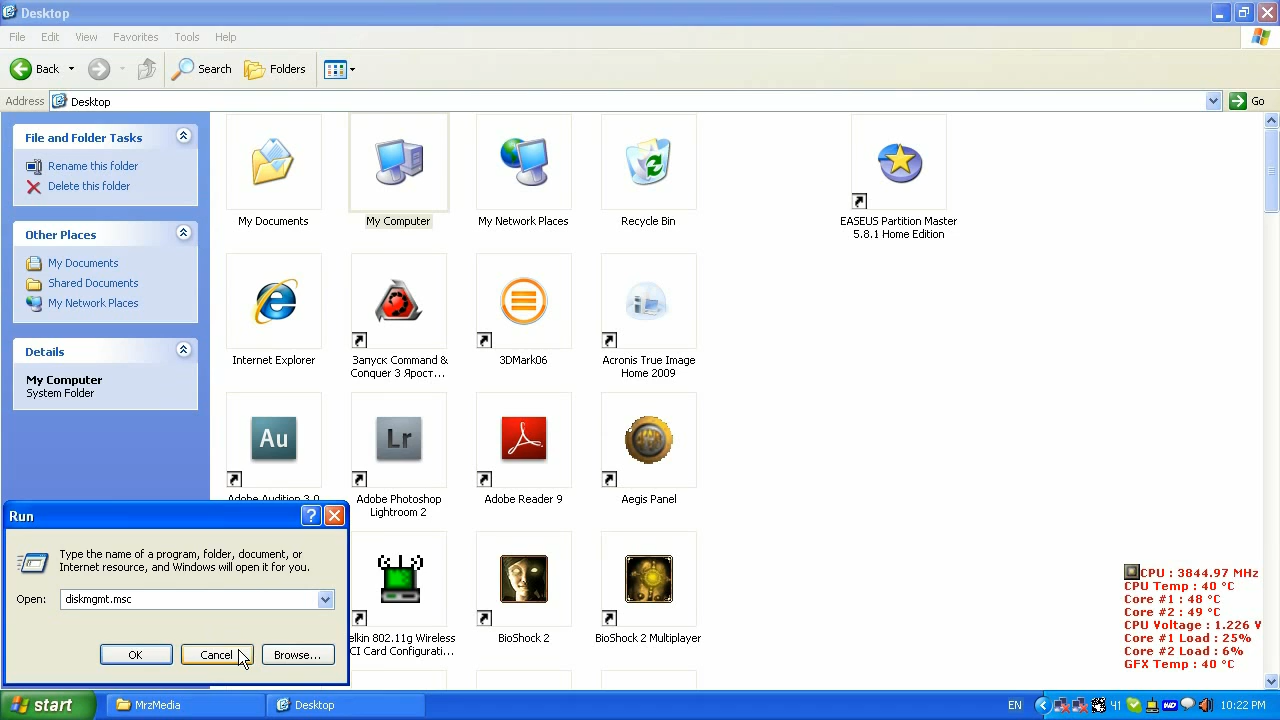 Desktop
File Edit View Favorites Tools Help
Back Search Folders
Address Desktop Go
File and Folder Tasks
Rename this folder
Delete this folder
Other Places
My Documents
Shared Documents
My Network Places
Details
My Computer
System Folder
My Documents
My Computer
My Network Places
Recycle Bin
EASEUS Partition Master
5.8.1 Home Edition
Internet Explorer
Запуск Command &
Conquer 3 Ярост...
3DMark06
Acronis True Image
Home 2009
Au
Lr
Adobe Audition 3.0
Adobe Photoshop
Lightroom 2
Adobe Reader 9
Aegis Panel
elkin 802.11g Wireless
CI Card Configurati...
BioShock 2
BioShock 2 Multiplayer
Run
Type the name of a program, folder, document, or
Internet resource, and Windows will open it for you.
Open: diskmgmt.msc
OK Cancel Browse...
CPU : 3844.97 MHz
CPU Temp : 40 °C
Core #1 : 48 °C
Core #2 : 49 °C
CPU Voltage : 1.226 V
Core #1 Load : 25%
Core #2 Load : 6%
GFX Temp : 40 °C
start MrzMedia Desktop EN 41 10:22 PM